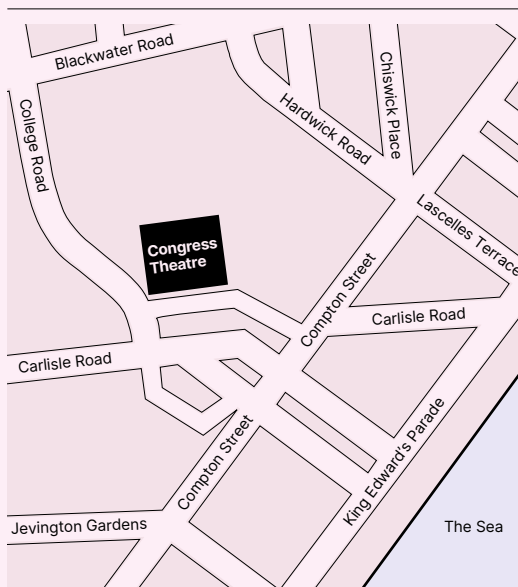 Blackwater Road
Chiswick Place
College Road
Hardwick Road
Lascelles Terrace
Congress
Theatre
Compton Street
Carlisle Road
Carlisle Road
Compton Street
King Edward's Parade
Jevington Gardens
The Sea